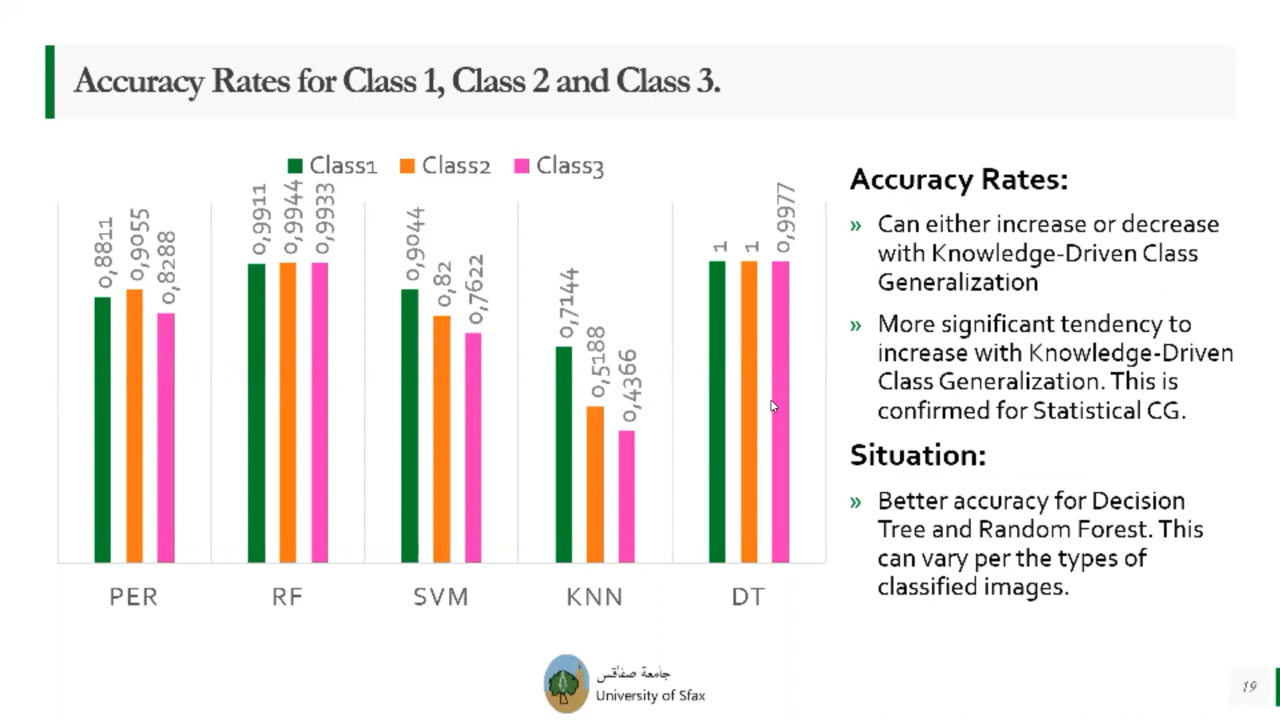 Accuracy Rates for Class 1, Class 2 and Class 3.
Class1 Class2 Class3
0,8811 0,9055 0,8288
0,9911 0,9944 0,9933
0,9044 0,82 0,7622
0,7144 0,5188 0,4366
1 1 0,9977
PER RF SVM KNN DT
Accuracy Rates:
» Can either increase or decrease
with Knowledge-Driven Class
Generalization
» More significant tendency to
increase with Knowledge-Driven
Class Generalization. This is
confirmed for Statistical CG.
Situation:
» Better accuracy for Decision
Tree and Random Forest. This
can vary per the types of
classified images.
جامعة صفاقس
University of Sfax
19